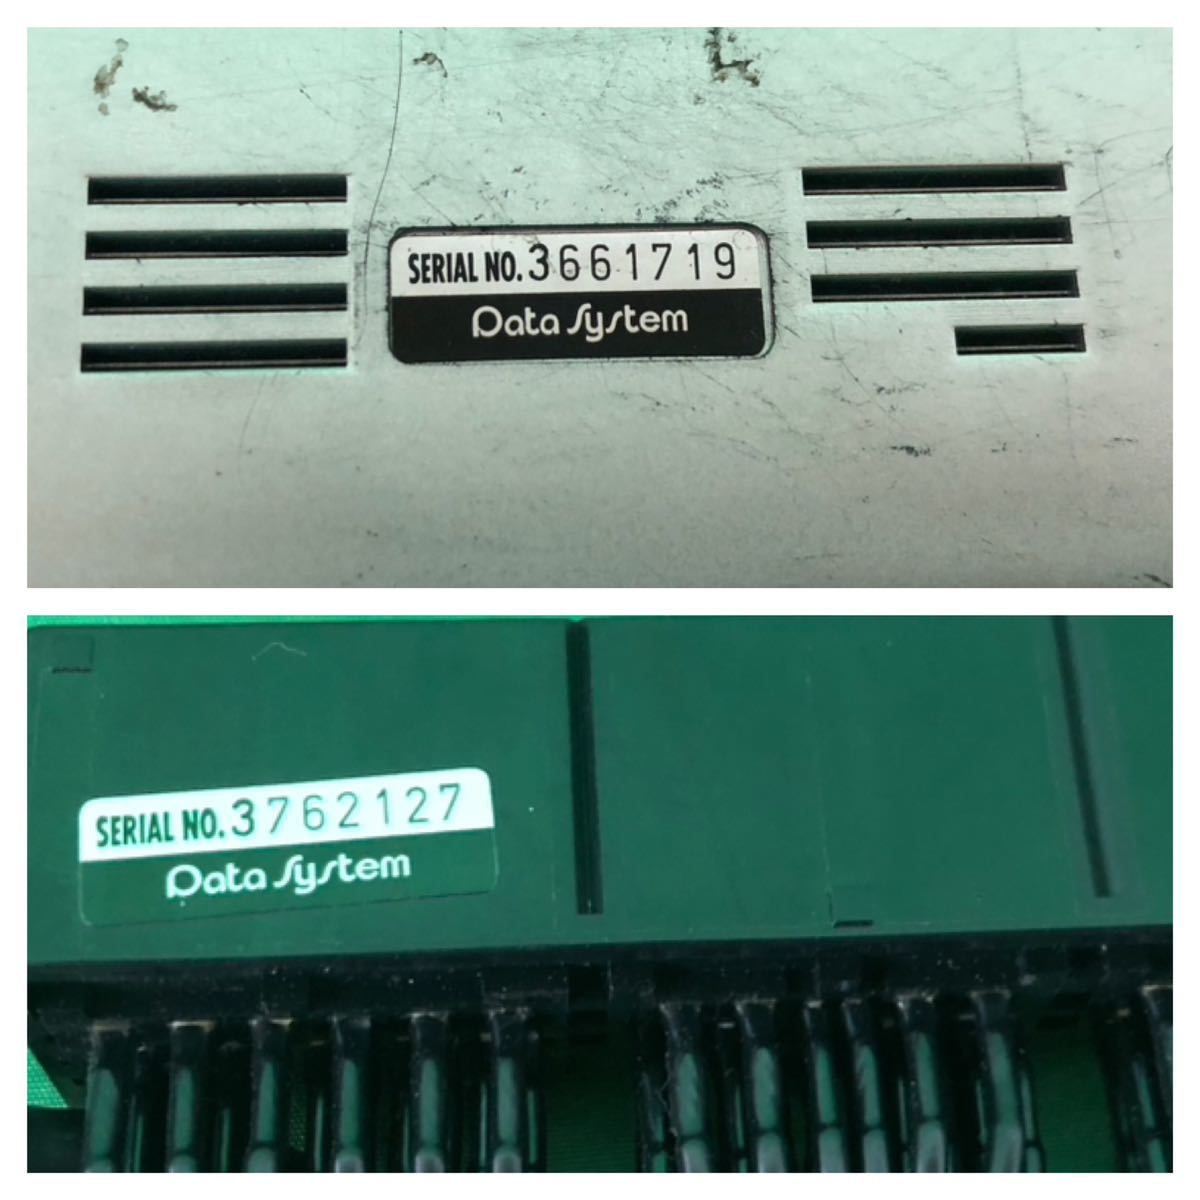 SERIAL NO. 3661719
Data System
SERIAL NO. 3762127
Data System